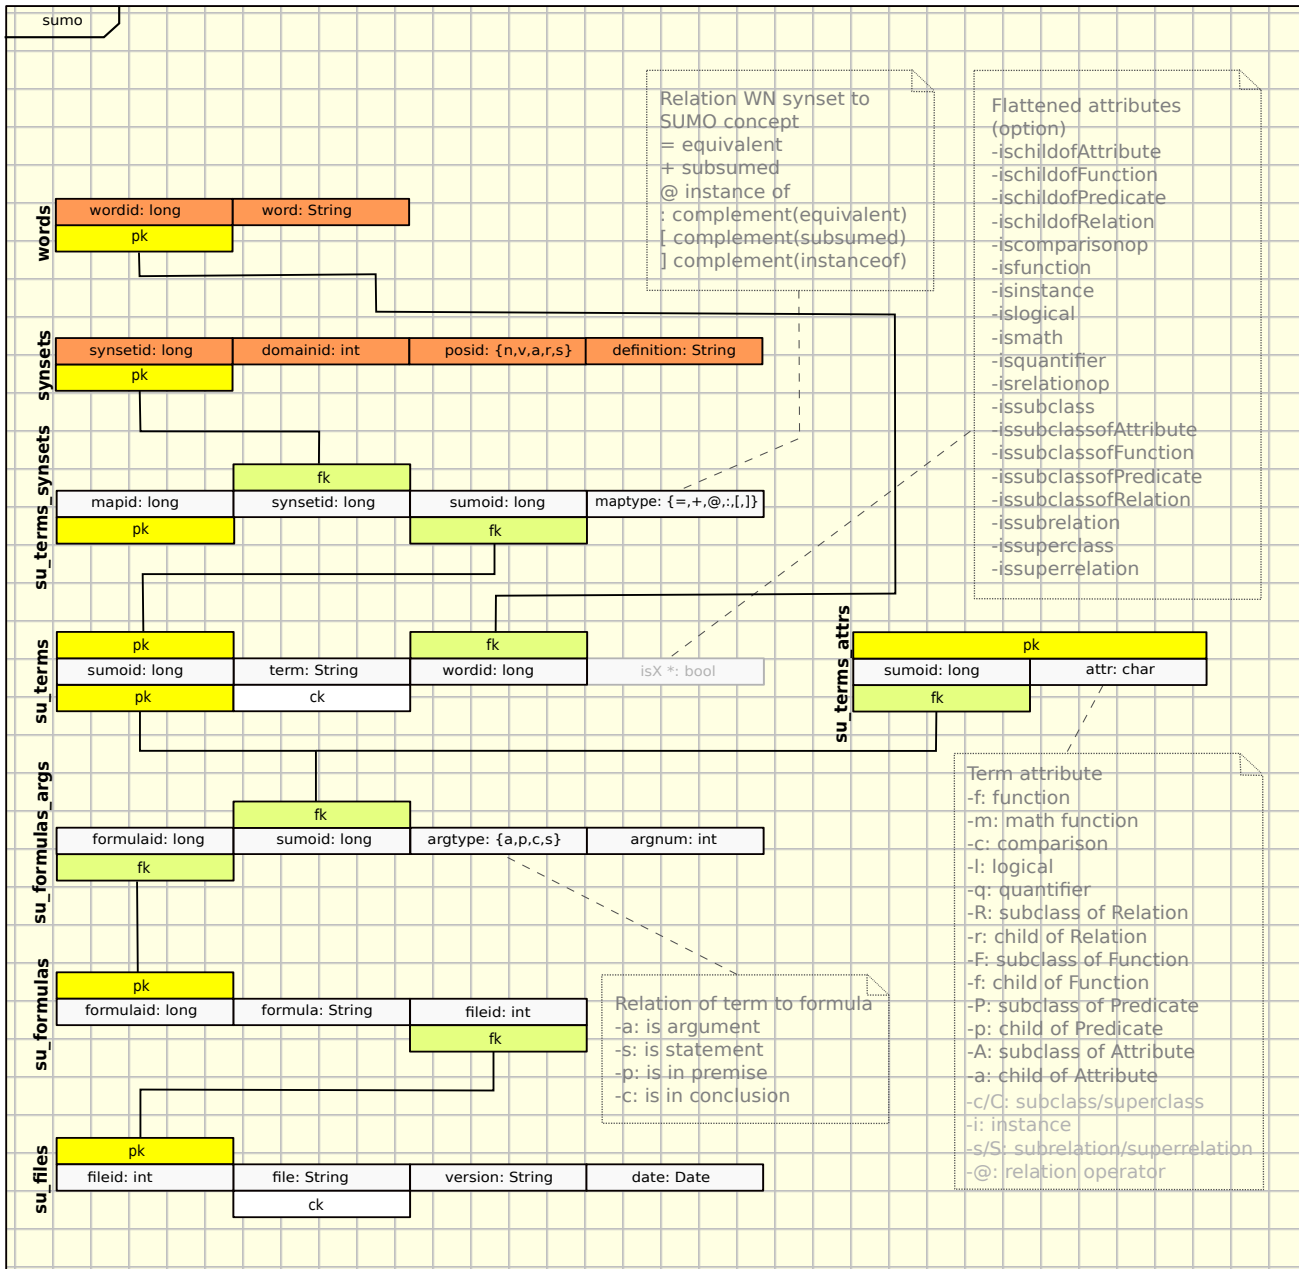 sumo
Relation WN synset to
SUMO concept
= equivalent
+ subsumed
@ instance of
: complement(equivalent)
[ complement(subsumed)
] complement(instanceof)
Flattened attributes
(option)
-ischildofAttribute
-ischildofFunction
-ischildofPredicate
-ischildofRelation
-iscomparisonop
-isfunction
-isinstance
-islogical
-ismath
-isquantifier
-isrelationop
-issubclass
-issubclassofAttribute
-issubclassofFunction
-issubclassofPredicate
-issubclassofRelation
-issubrelation
-issuperclass
-issuperrelation
words
wordid: long
word: String
pk
synsets
synsetid: long
domainid: int
posid: {n,v,a,r,s}
definition: String
pk
su_terms_synsets
fk
mapid: long
synsetid: long
sumoid: long
maptype: {=,+,@,:,[,]}
pk
fk
su_terms
pk
fk
sumoid: long
term: String
wordid: long
isX *: bool
pk
ck
su_terms_attrs
pk
sumoid: long
attr: char
fk
Term attribute
-f: function
-m: math function
-c: comparison
-l: logical
-q: quantifier
-R: subclass of Relation
-r: child of Relation
-F: subclass of Function
-f: child of Function
-P: subclass of Predicate
-p: child of Predicate
-A: subclass of Attribute
-a: child of Attribute
-c/C: subclass/superclass
-i: instance
-s/S: subrelation/superrelation
-@: relation operator
su_formulas_args
fk
formulaid: long
sumoid: long
argtype: {a,p,c,s}
argnum: int
fk
su_formulas
pk
formulaid: long
formula: String
fileid: int
fk
Relation of term to formula
-a: is argument
-s: is statement
-p: is in premise
-c: is in conclusion
su_files
pk
fileid: int
file: String
version: String
date: Date
ck